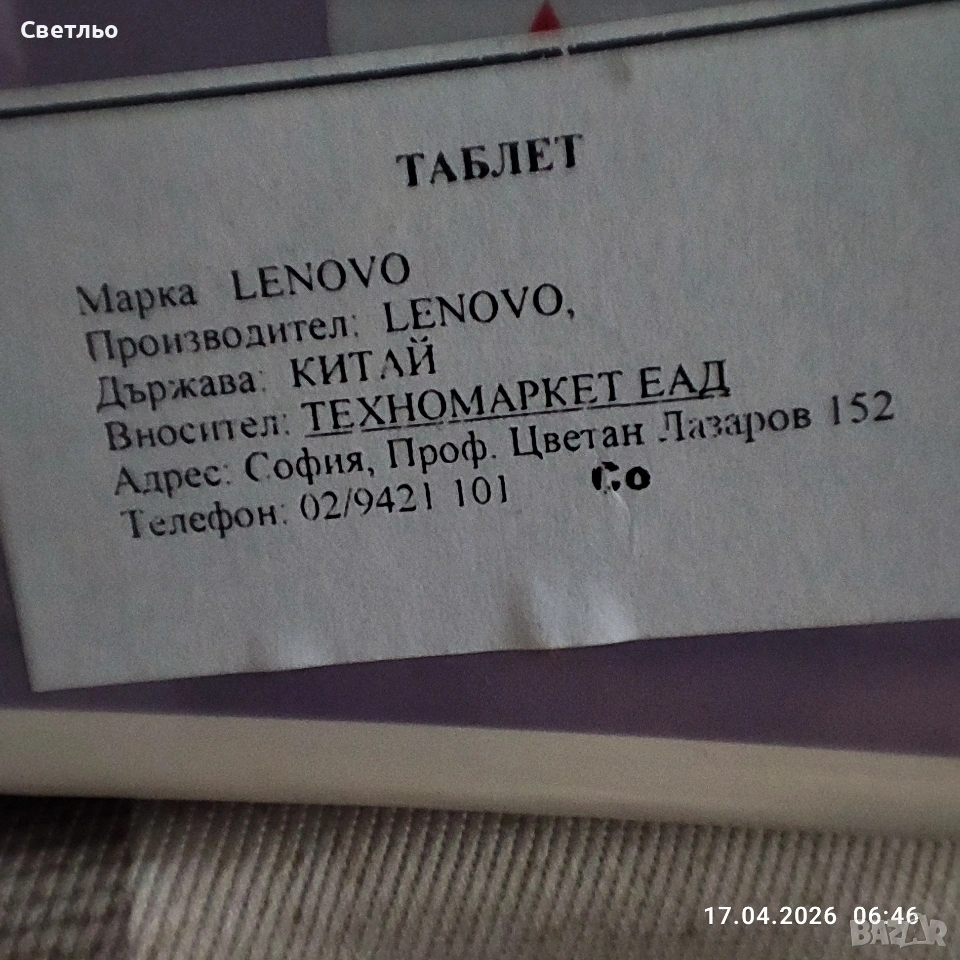 Светльо
ТАБЛЕТ
Марка LENOVO
Производител: LENOVO,
Държава: КИТАЙ
Вносител: ТЕХНОМАРКЕТ ЕАД
Адрес: София, Проф. Цветан Лазаров 152
Телефон: 02/9421 101
17.04.2026 06:46
BAZAR